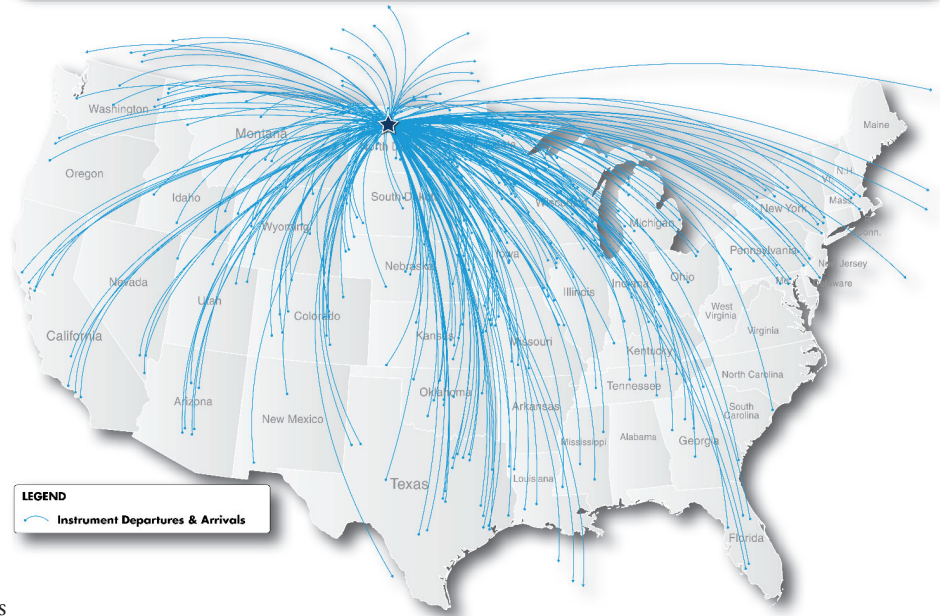 Washington
Montana
Maine
Oregon
Idaho
South Dakota
Wisconsin
Michigan
New York
Vt.
N.H.
Mass.
Conn.
Wyoming
Nebraska
Iowa
Pennsylvania
New Jersey
Nevada
Utah
Colorado
Illinois
Indiana
Ohio
West
Virginia
Virginia
California
Kansas
Missouri
Kentucky
Arizona
New Mexico
Oklahoma
Arkansas
Tennessee
North Carolina
South
Carolina
Mississippi
Alabama
Georgia
Texas
Louisiana
Florida
LEGEND
Instrument Departures & Arrivals
s